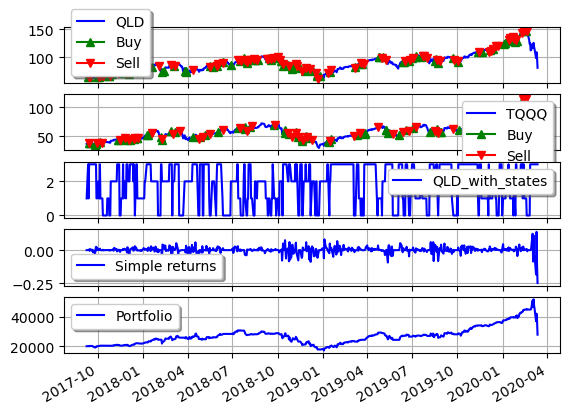 150
100
QLD
Buy
Sell
100
50
TQQQ
Buy
Sell
2
0
QLD_with_states
0.00
−0.25
Simple returns
40000
20000
Portfolio
2017-10 2018-01 2018-04 2018-07 2018-10 2019-01 2019-04 2019-07 2019-10 2020-01 2020-04